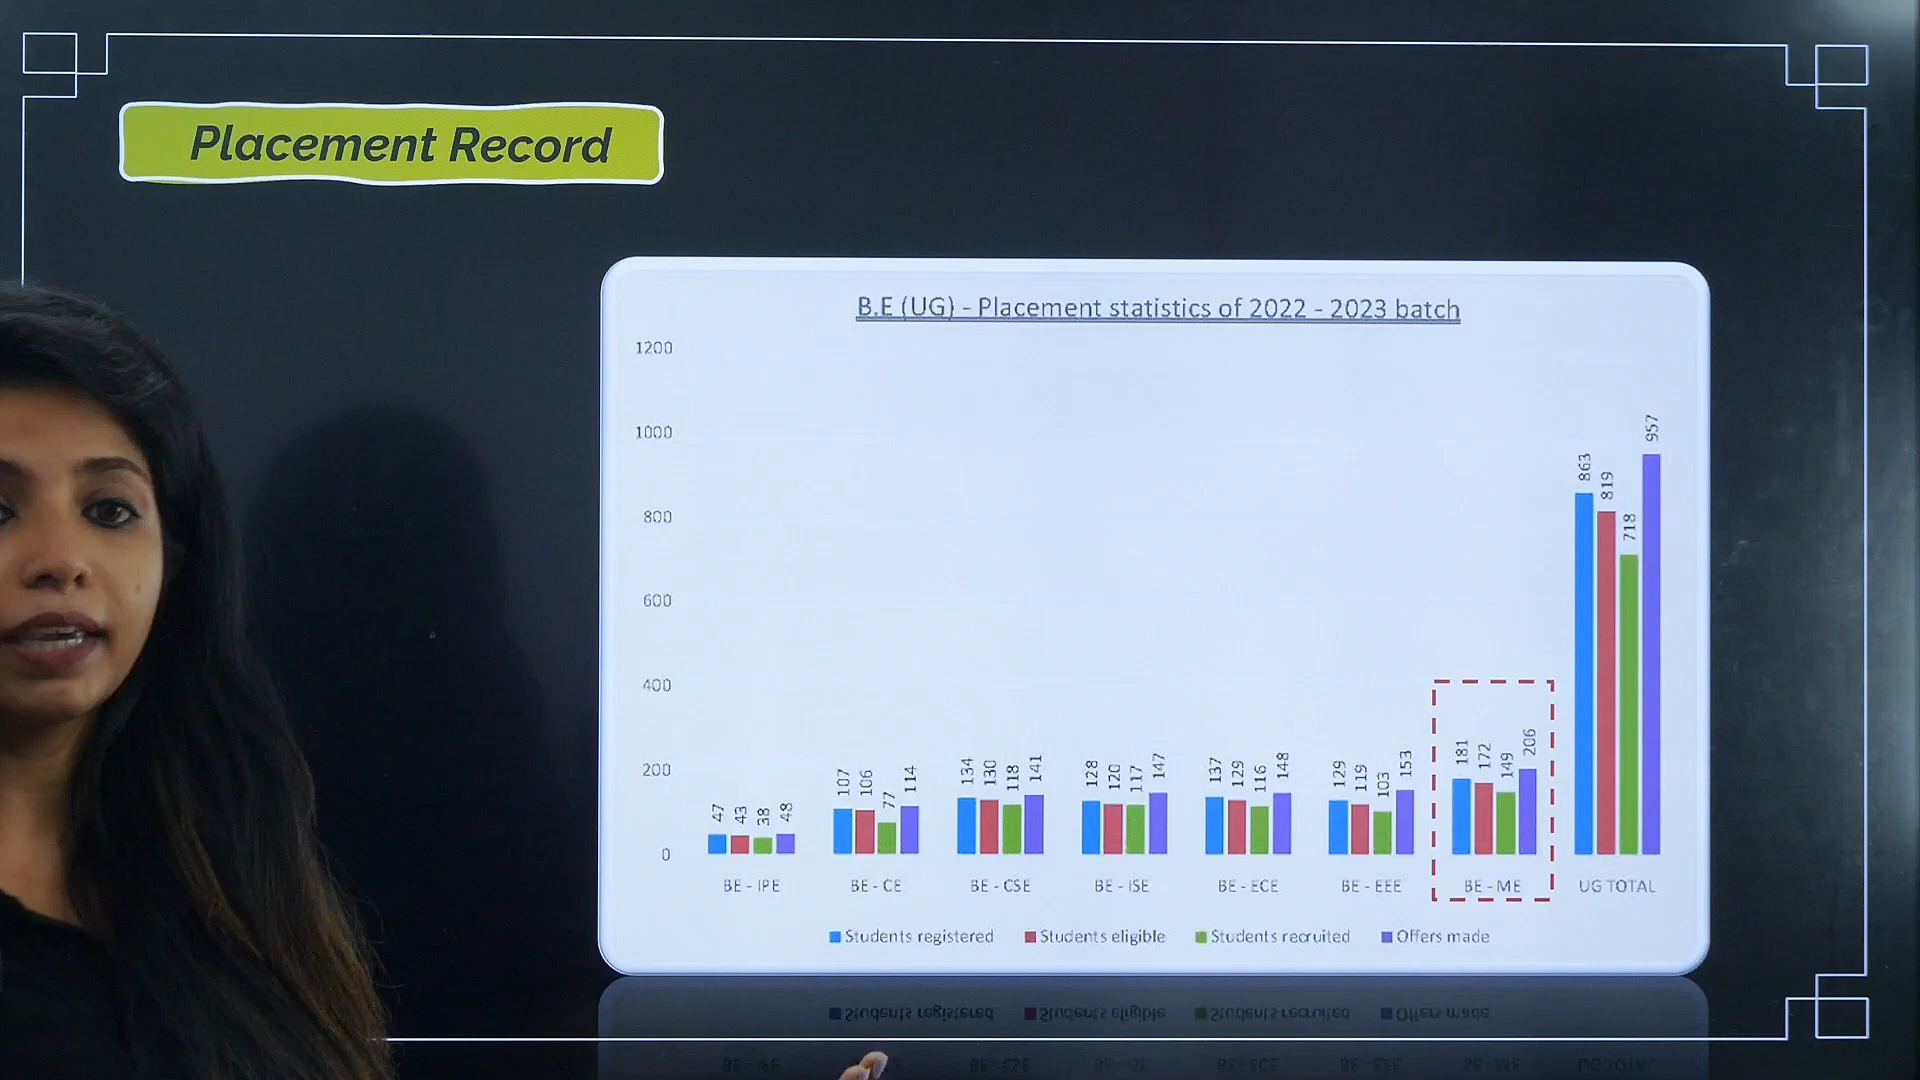 Placement Record
B.E (UG) - Placement statistics of 2022 - 2023 batch
1200
1000
800
600
400
200
0
47 43 38 48
107 106 77 114
134 130 118 141
128 120 117 147
137 129 116 148
129 119 103 153
181 172 149 206
863 819 718 957
BE - IPE BE - CE BE - CSE BE - ISE BE - ECE BE - EEE BE - ME UG TOTAL
Students registered Students eligible Students recruited Offers made